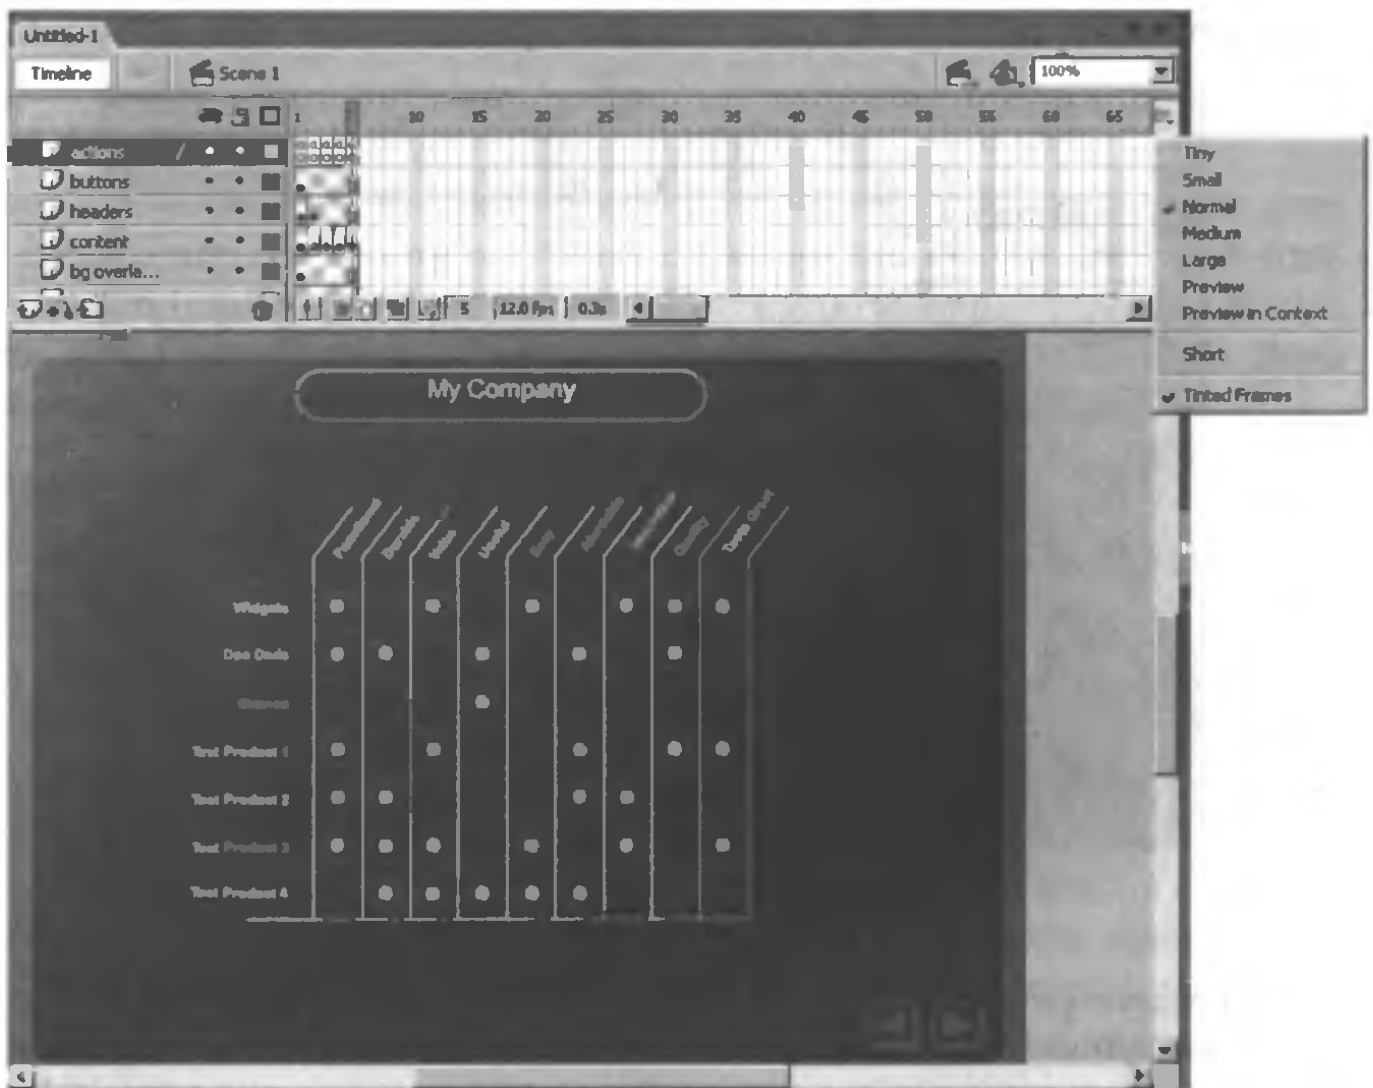 Untitled-1
Timeline
Scene 1
100%
1 10 15 20 25 30 35 40 45 50 55 60 65
actions
buttons
headers
content
bg overla...
5 12.0 fps 0.3s
Tiny
Small
Normal
Medium
Large
Preview
Preview in Context
Short
Tinted Frames
My Company
Useful
Easy
Quality
Widgets
Doo Dads
Test Product 1
Test Product 2
Test Product 3
Test Product 4